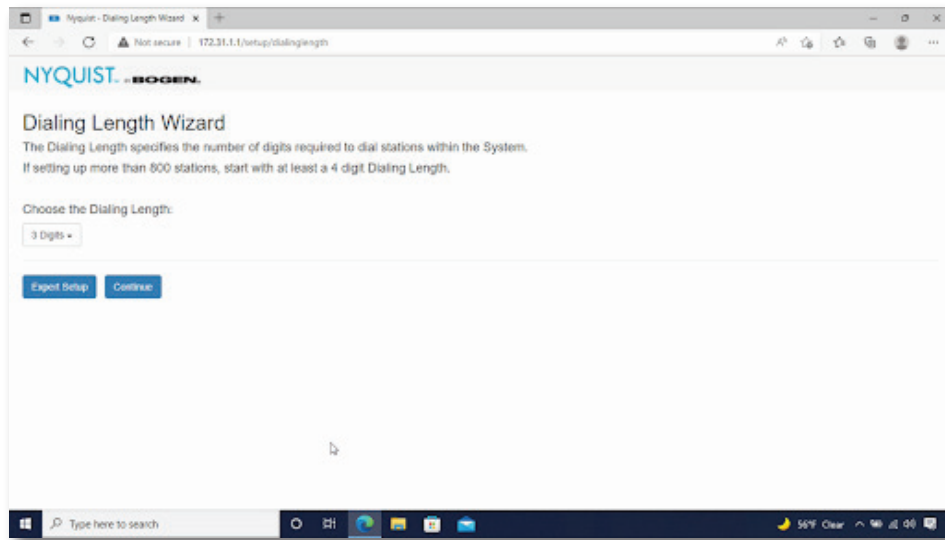 Nyquist - Dialing Length Wizard
Not secure | 172.31.1.1/setup/dialinglength
NYQUIST BOGEN
Dialing Length Wizard
The Dialing Length specifies the number of digits required to dial stations within the System.
If setting up more than 800 stations, start with at least a 4 digit Dialing Length.
Choose the Dialing Length:
3 Digits
Expert Setup Continue
Type here to search
56°F Clear